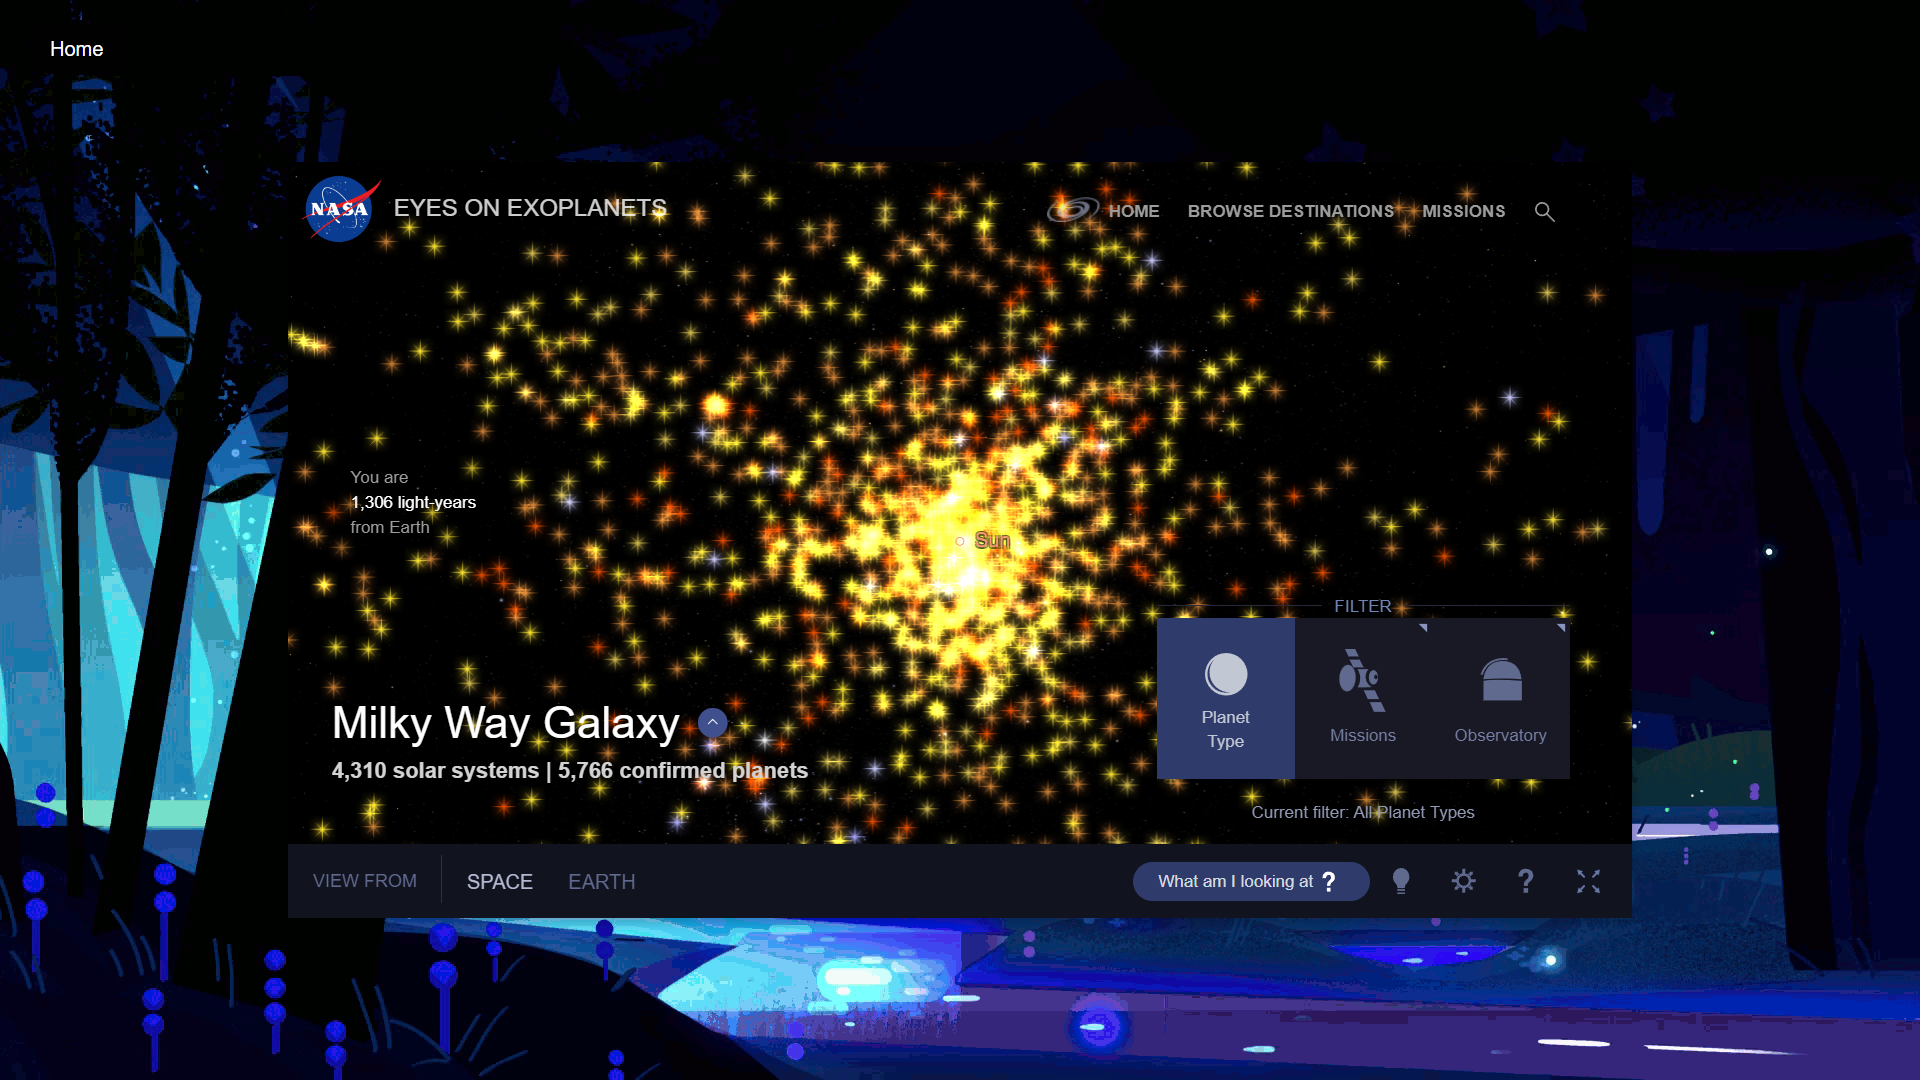 Home
NASA
EYES ON EXOPLANETS
HOME
BROWSE DESTINATIONS
MISSIONS
You are
1,306 light-years
from Earth
Sun
FILTER
Planet
Type
Missions
Observatory
Milky Way Galaxy
4,310 solar systems | 5,766 confirmed planets
Current filter: All Planet Types
VIEW FROM
SPACE
EARTH
What am I looking at ?
?